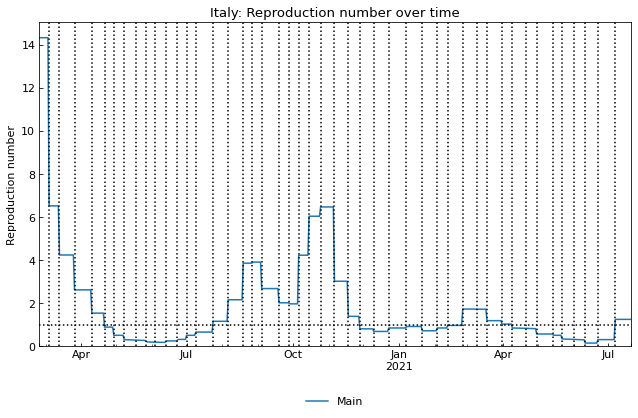 Italy: Reproduction number over time
Reproduction number
14
12
10
8
6
4
2
0
Apr
Jul
Oct
Jan
2021
Apr
Jul
Main